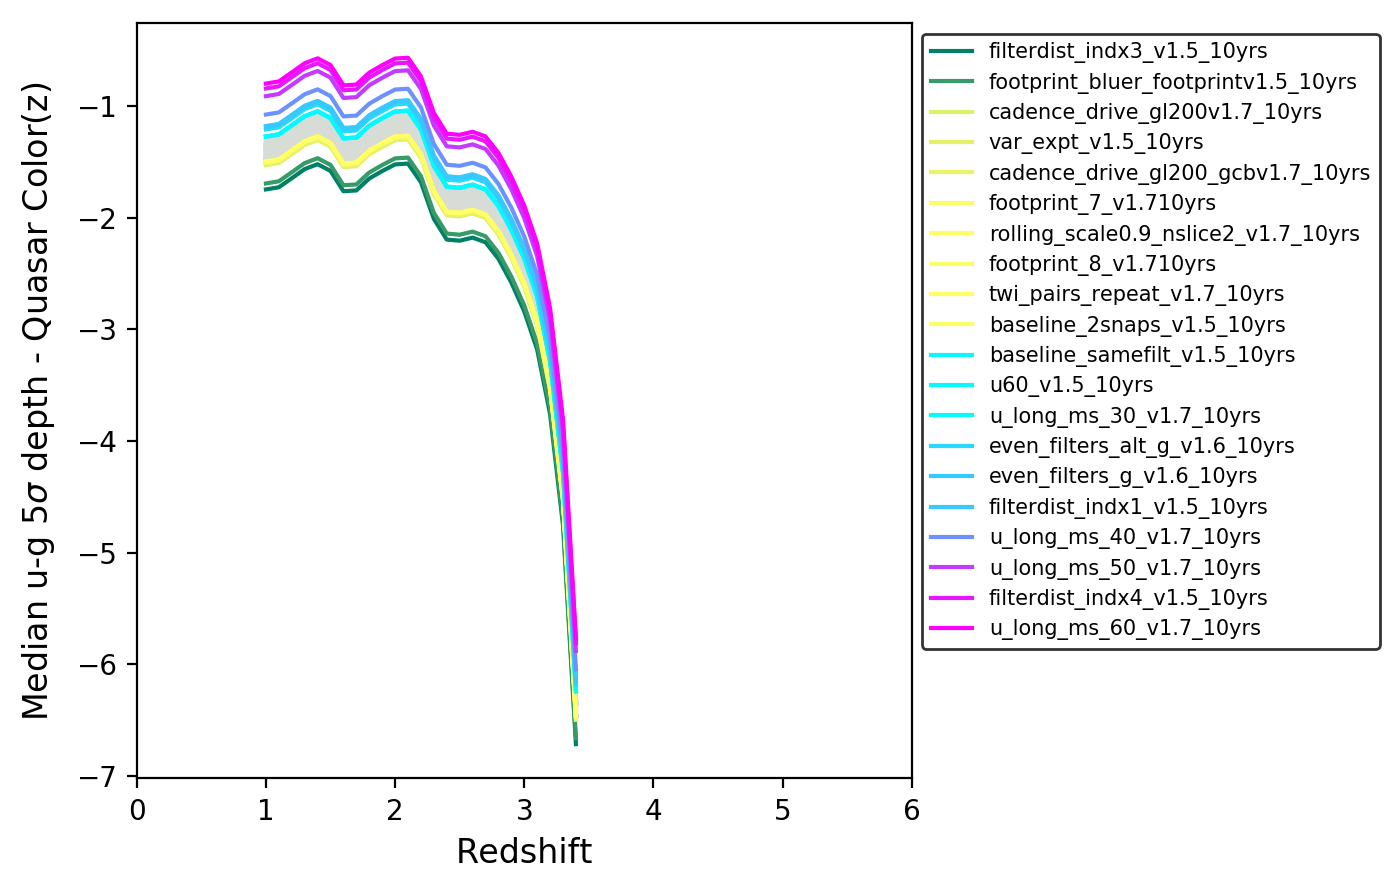 Median u-g 5σ depth - Quasar Color(z)
−1
−2
−3
−4
−5
−6
−7
0 1 2 3 4 5 6
Redshift
filterdist_indx3_v1.5_10yrs
footprint_bluer_footprintv1.5_10yrs
cadence_drive_gl200v1.7_10yrs
var_expt_v1.5_10yrs
cadence_drive_gl200_gcbv1.7_10yrs
footprint_7_v1.710yrs
rolling_scale0.9_nslice2_v1.7_10yrs
footprint_8_v1.710yrs
twi_pairs_repeat_v1.7_10yrs
baseline_2snaps_v1.5_10yrs
baseline_samefilt_v1.5_10yrs
u60_v1.5_10yrs
u_long_ms_30_v1.7_10yrs
even_filters_alt_g_v1.6_10yrs
even_filters_g_v1.6_10yrs
filterdist_indx1_v1.5_10yrs
u_long_ms_40_v1.7_10yrs
u_long_ms_50_v1.7_10yrs
filterdist_indx4_v1.5_10yrs
u_long_ms_60_v1.7_10yrs